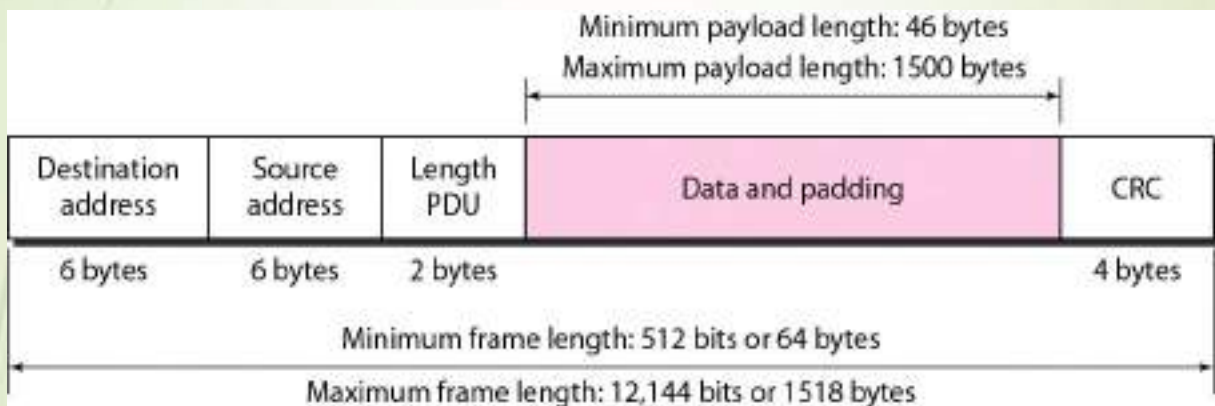 Minimum payload length: 46 bytes
Maximum payload length: 1500 bytes
Destination
address
Source
address
Length
PDU
Data and padding
CRC
6 bytes
6 bytes
2 bytes
4 bytes
Minimum frame length: 512 bits or 64 bytes
Maximum frame length: 12,144 bits or 1518 bytes